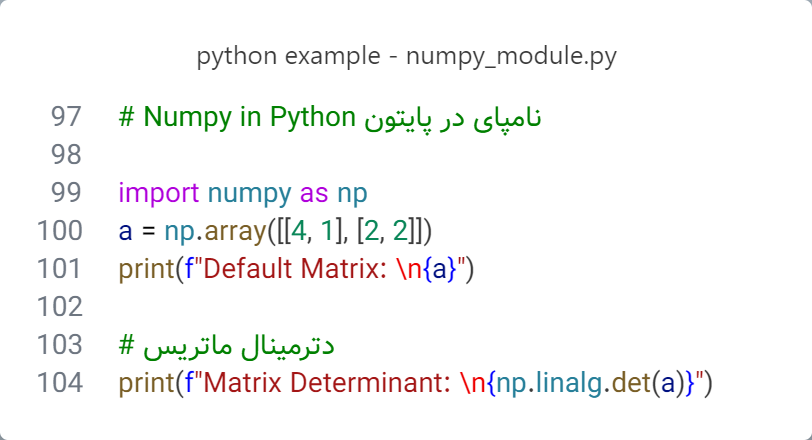 python example - numpy_module.py
97 # Numpy in Python نامپای در پایتون
98
99 import numpy as np
100 a = np.array([[4, 1], [2, 2]])
101 print(f"Default Matrix: \n{a}")
102
103 # دترمینال ماتریس
104 print(f"Matrix Determinant: \n{np.linalg.det(a)}")